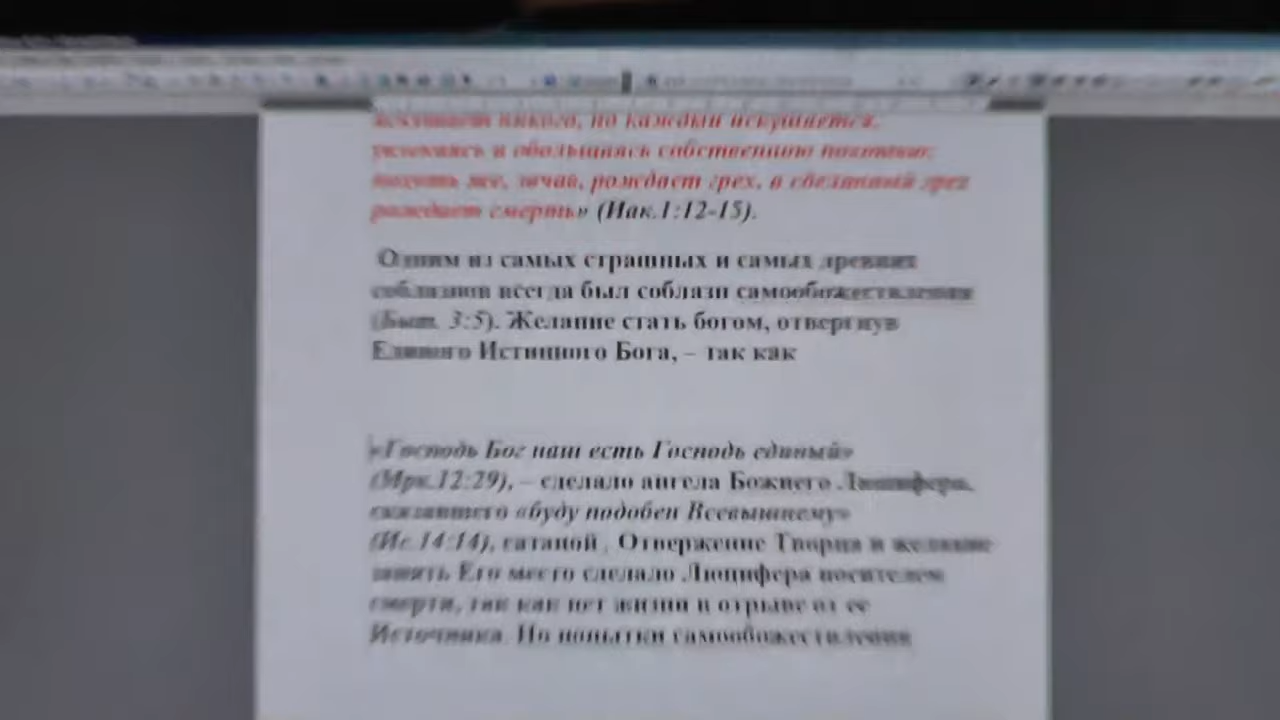 искушает никого, но каждый искушается,
увлекаясь и обольщаясь собственною похотью;
похоть же, зачав, рождает грех, а сделанный грех
рождает смерть» (Иак.1:12-15).
Одним из самых страшных и самых древних
соблазнов всегда был соблазн самообожествления
(Быт. 3:5). Желание стать богом, отвергнув
Единого Истинного Бога, – так как
«Господь Бог наш есть Господь единый»
(Мрк.12:29), – сделало ангела Божиего Люцифера,
сказавшего «буду подобен Всевышнему»
(Ис.14:14), сатаной . Отвержение Творца и желание
занять Его место сделало Люцифера носителем
смерти, так как нет жизни в отрыве от ее
Источника. Но попытки самообожествления